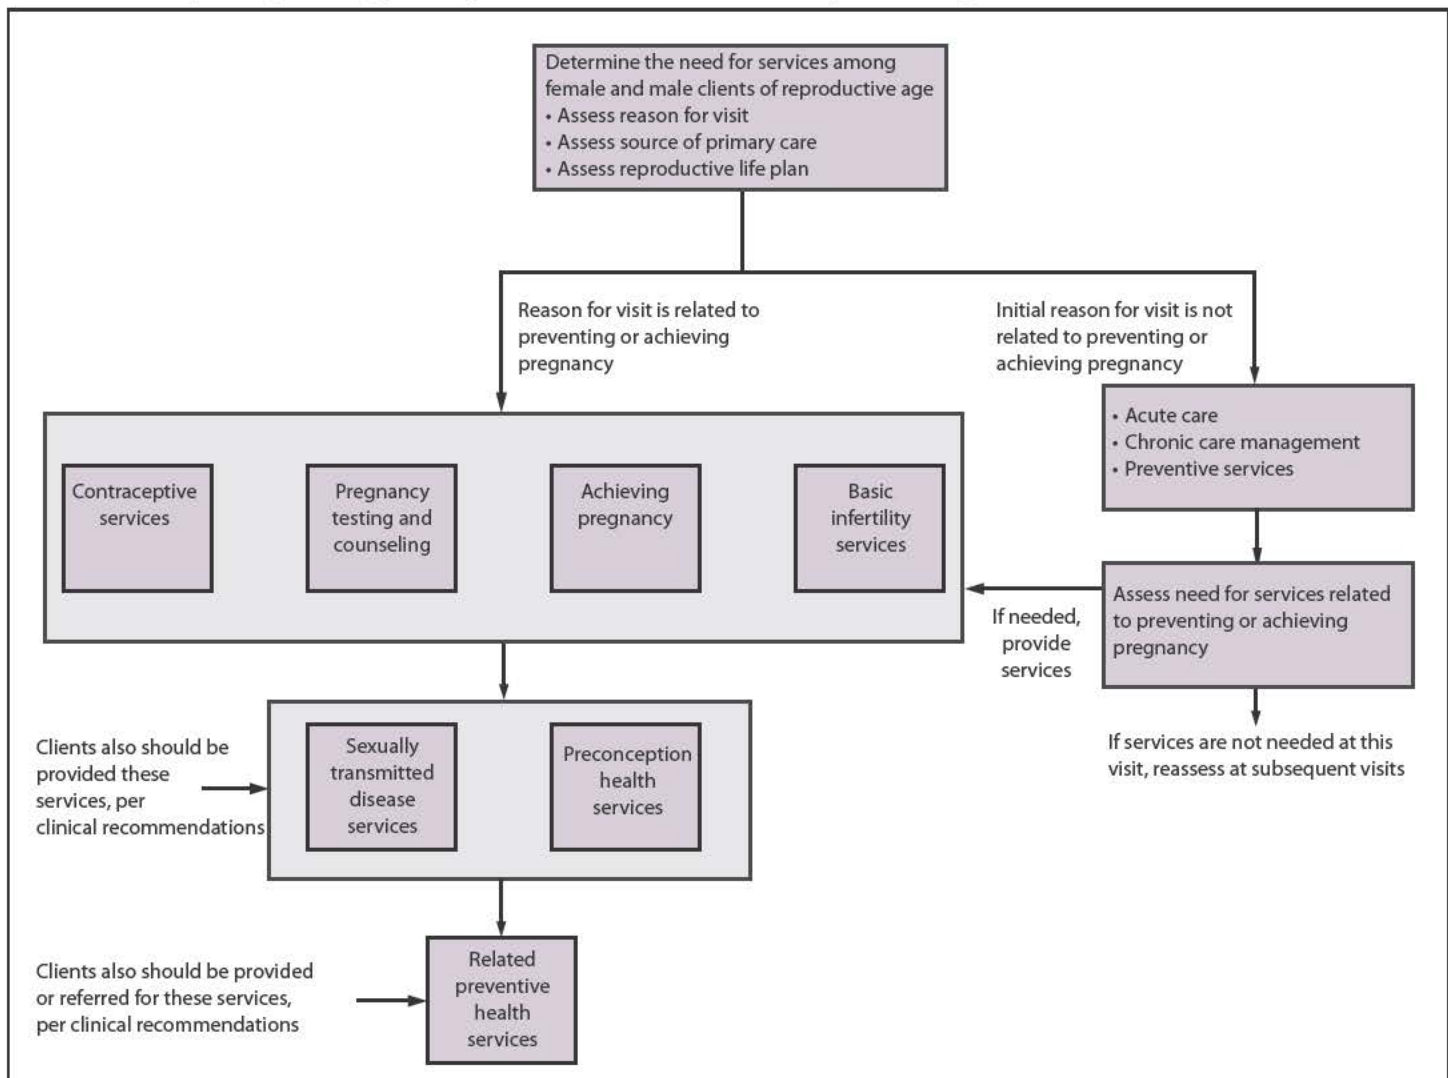 Determine the need for services among
female and male clients of reproductive age
• Assess reason for visit
• Assess source of primary care
• Assess reproductive life plan
Reason for visit is related to
preventing or achieving
pregnancy
Initial reason for visit is not
related to preventing or
achieving pregnancy
• Acute care
• Chronic care management
• Preventive services
Contraceptive
services
Pregnancy
testing and
counseling
Achieving
pregnancy
Basic
infertility
services
If needed,
provide
services
Assess need for services related
to preventing or achieving
pregnancy
If services are not needed at this
visit, reassess at subsequent visits
Clients also should be
provided these
services, per
clinical recommendations
Sexually
transmitted
disease
services
Preconception
health
services
Clients also should be provided
or referred for these services,
per clinical recommendations
Related
preventive
health
services